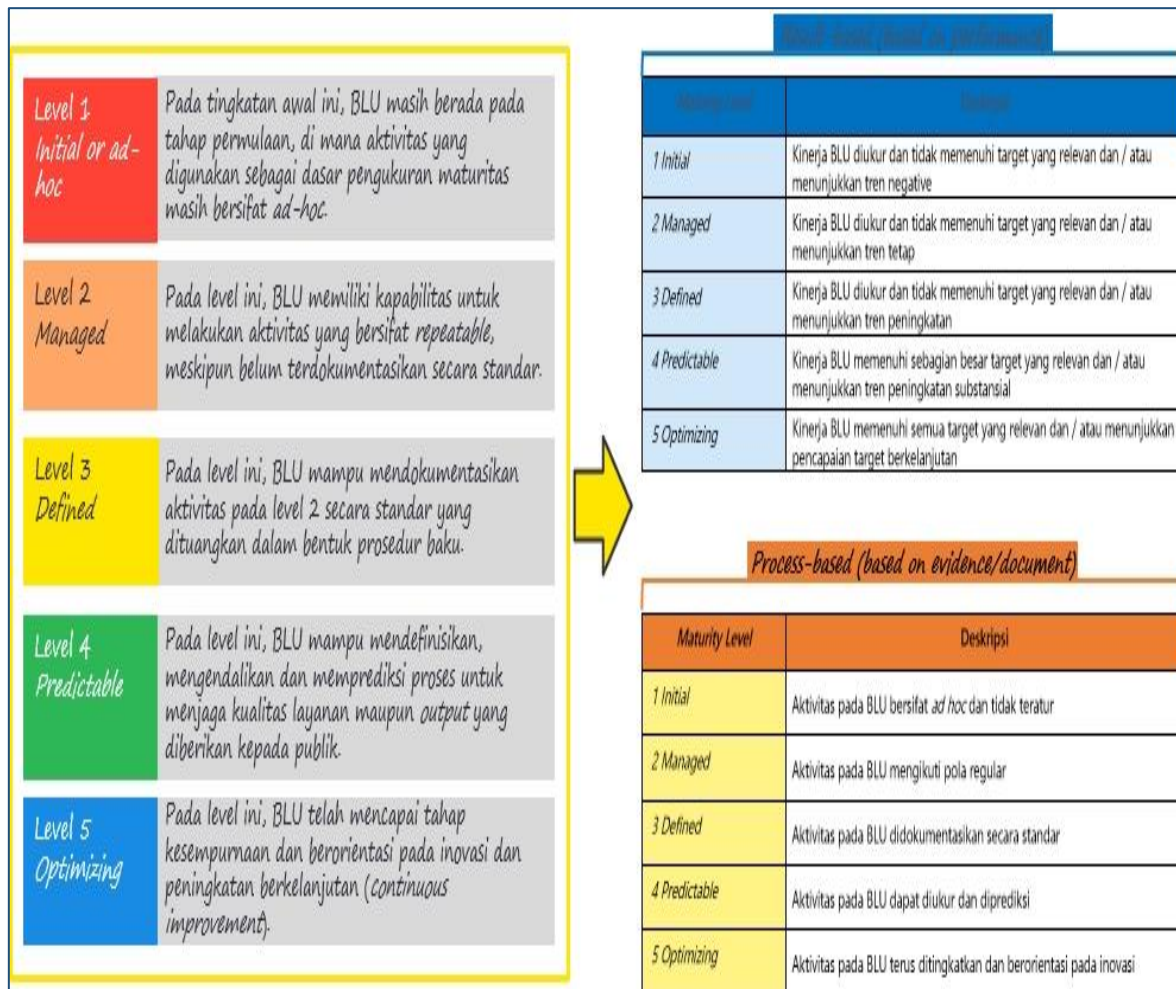 Level 1
Initial or ad-
hoc
Pada tingkatan awal ini, BLU masih berada pada
tahap permulaan, di mana aktivitas yang
digunakan sebagai dasar pengukuran maturitas
masih bersifat ad-hoc.
Level 2
Managed
Pada level ini, BLU memiliki kapabilitas untuk
melakukan aktivitas yang bersifat repeatable,
meskipun belum terdokumentasikan secara standar.
Level 3
Defined
Pada level ini, BLU mampu mendokumentasikan
aktivitas pada level 2 secara standar yang
dituangkan dalam bentuk prosedur baku.
Level 4
Predictable
Pada level ini, BLU mampu mendefinisikan,
mengendalikan dan memprediksi proses untuk
menjaga kualitas layanan maupun output yang
diberikan kepada publik.
Level 5
Optimizing
Pada level ini, BLU telah mencapai tahap
kesempurnaan dan berorientasi pada inovasi dan
peningkatan berkelanjutan (continuous
improvement).
Result-based (based on performance)
Maturity Level
Deskripsi
1 Initial
Kinerja BLU diukur dan tidak memenuhi target yang relevan dan / atau
menunjukkan tren negative
2 Managed
Kinerja BLU diukur dan tidak memenuhi target yang relevan dan / atau
menunjukkan tren tetap
3 Defined
Kinerja BLU diukur dan tidak memenuhi target yang relevan dan / atau
menunjukkan tren peningkatan
4 Predictable
Kinerja BLU memenuhi sebagian besar target yang relevan dan / atau
menunjukkan tren peningkatan substansial
5 Optimizing
Kinerja BLU memenuhi semua target yang relevan dan / atau menunjukkan
pencapaian target berkelanjutan
Process-based (based on evidence/document)
Maturity Level
Deskripsi
1 Initial
Aktivitas pada BLU bersifat ad hoc dan tidak teratur
2 Managed
Aktivitas pada BLU mengikuti pola regular
3 Defined
Aktivitas pada BLU didokumentasikan secara standar
4 Predictable
Aktivitas pada BLU dapat diukur dan diprediksi
5 Optimizing
Aktivitas pada BLU terus ditingkatkan dan berorientasi pada inovasi